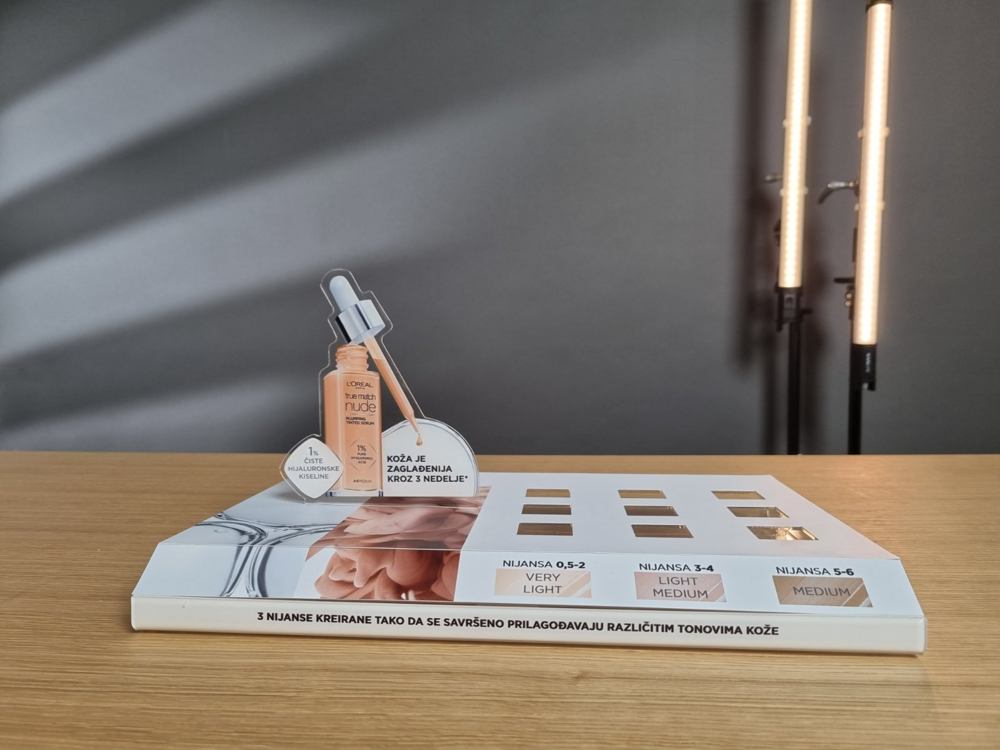 L'ORÉAL
PARIS
true match
nude
PLUMPING
TINTED SERUM
1%
PURE
HYALURONIC
ACID
4-5 MEDIUM
1%
ČISTE
HIJALURONSKE
KISELINE
KOŽA JE
ZAGLAĐENIJA
KROZ 3 NEDELJE*
NIJANSA 0,5-2
VERY
LIGHT
NIJANSA 3-4
LIGHT
MEDIUM
NIJANSA 5-6
MEDIUM
3 NIJANSE KREIRANE TAKO DA SE SAVRŠENO PRILAGOĐAVAJU RAZLIČITIM TONOVIMA KOŽE